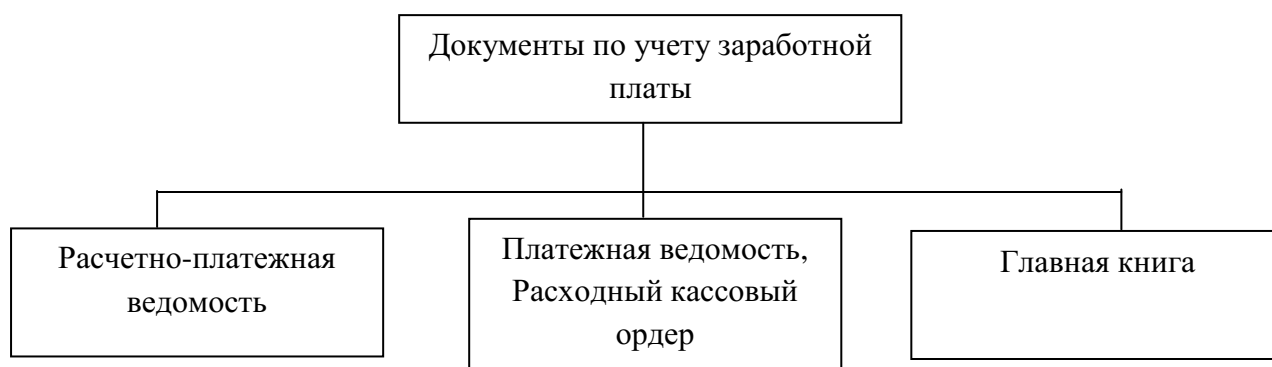 Документы по учету заработной
платы
Расчетно-платежная
ведомость
Платежная ведомость,
Расходный кассовый
ордер
Главная книга